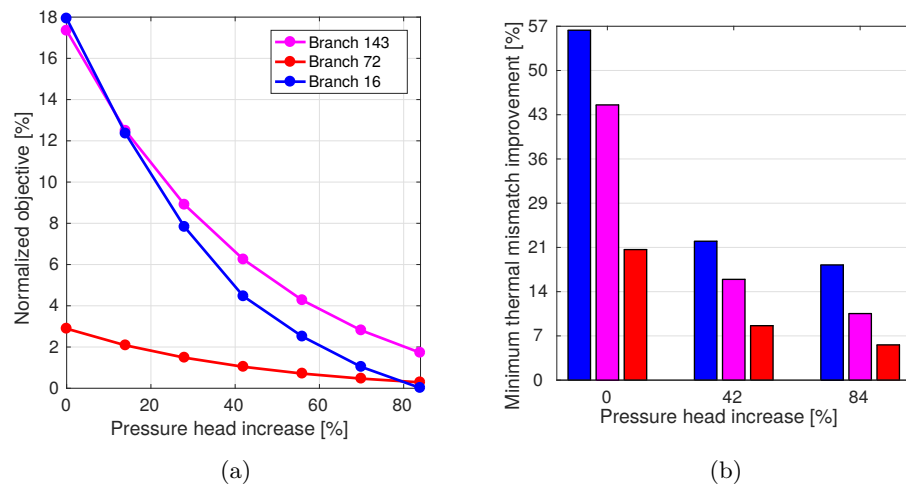 18
16
14
12
10
8
6
4
2
0
Normalized objective [%]
Branch 143
Branch 72
Branch 16
0 20 40 60 80
Pressure head increase [%]
(a)
57
50
43
36
29
21
14
7
0
Minimum thermal mismatch improvement [%]
0 42 84
Pressure head increase [%]
(b)